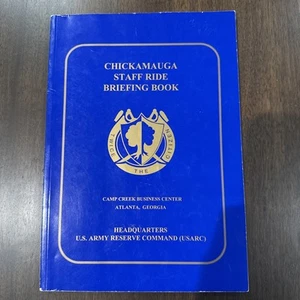 CHICKAMAUGA
STAFF RIDE
BRIEFING BOOK
THE
CITIZEN
CAMP CREEK BUSINESS CENTER
ATLANTA, GEORGIA
HEADQUARTERS
U.S. ARMY RESERVE COMMAND (USARC)